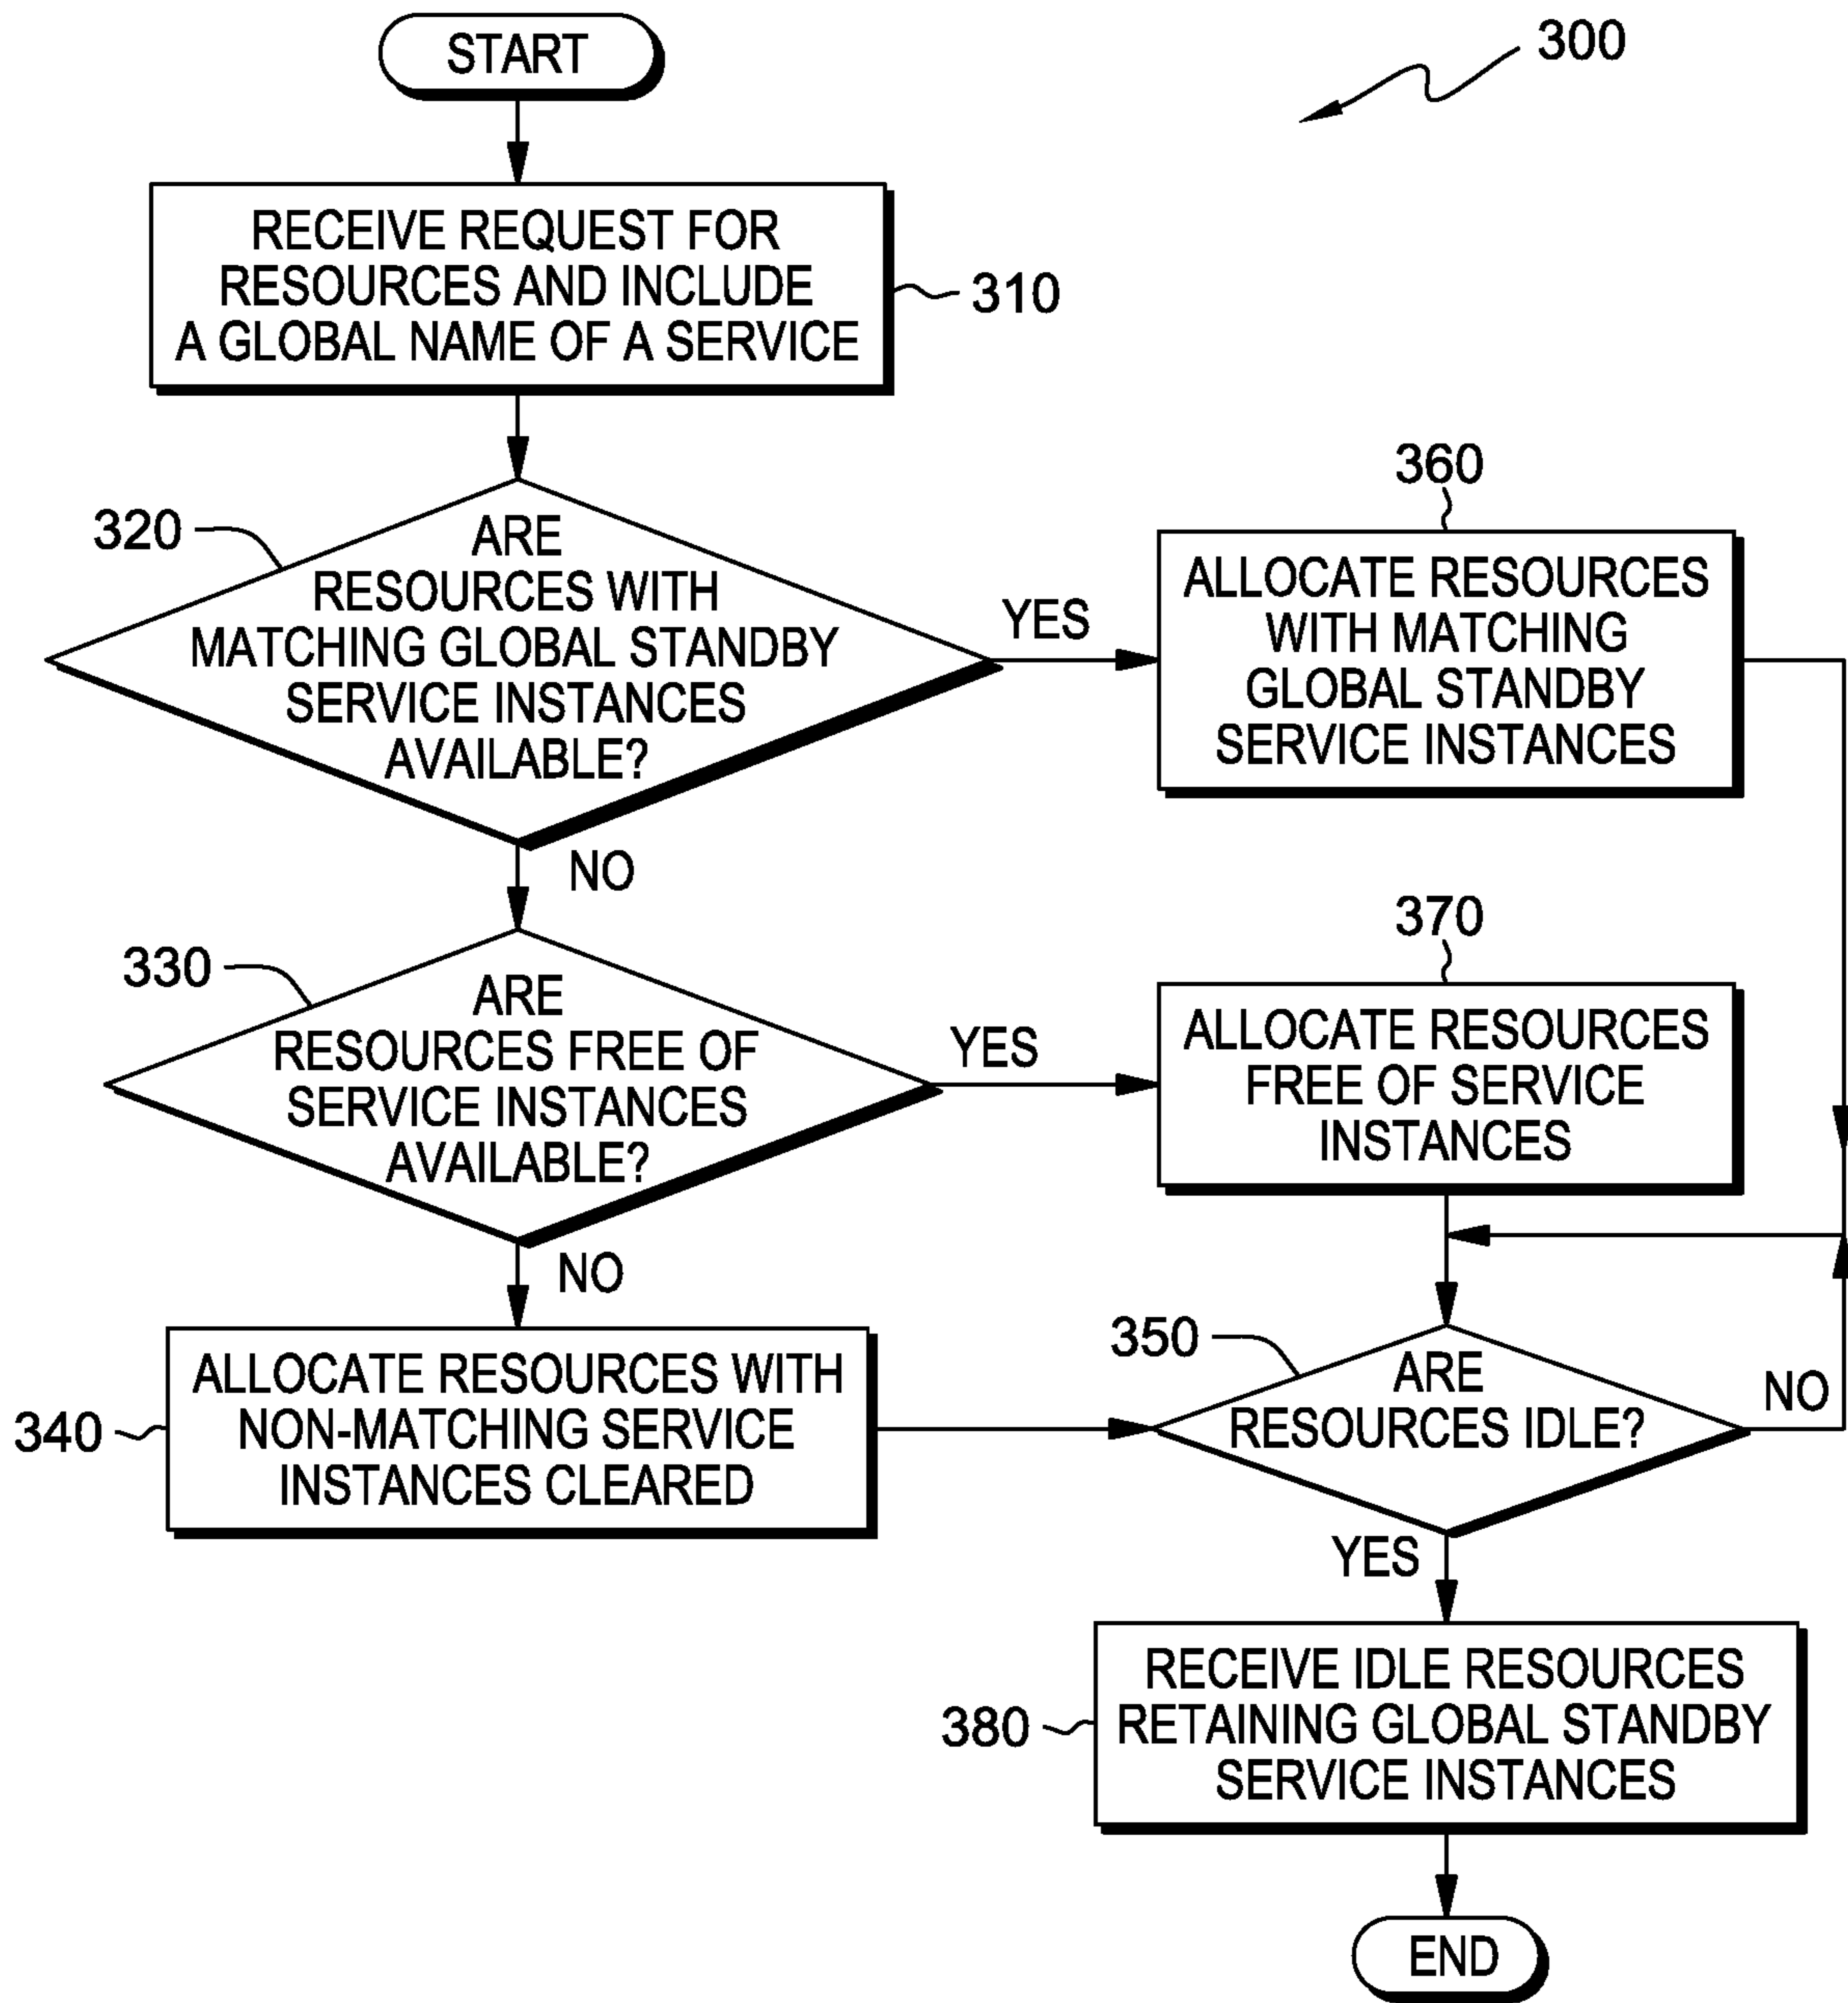 START
300
RECEIVE REQUEST FOR
RESOURCES AND INCLUDE
A GLOBAL NAME OF A SERVICE
310
320
ARE
RESOURCES WITH
MATCHING GLOBAL STANDBY
SERVICE INSTANCES
AVAILABLE?
YES
NO
360
ALLOCATE RESOURCES
WITH MATCHING
GLOBAL STANDBY
SERVICE INSTANCES
330
ARE
RESOURCES FREE OF
SERVICE INSTANCES
AVAILABLE?
YES
NO
370
ALLOCATE RESOURCES
FREE OF SERVICE
INSTANCES
340
ALLOCATE RESOURCES WITH
NON-MATCHING SERVICE
INSTANCES CLEARED
350
ARE
RESOURCES IDLE?
NO
YES
380
RECEIVE IDLE RESOURCES
RETAINING GLOBAL STANDBY
SERVICE INSTANCES
END